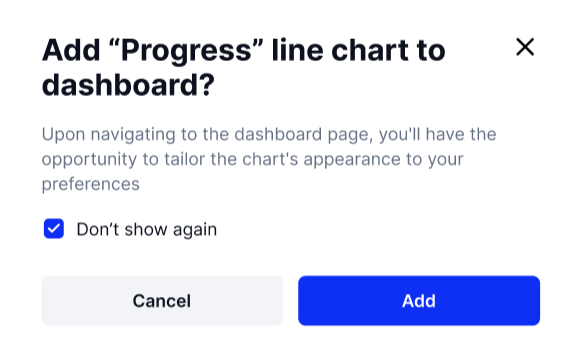 Add “Progress” line chart to
dashboard?
Upon navigating to the dashboard page, you'll have the
opportunity to tailor the chart's appearance to your
preferences
Don’t show again
Cancel
Add